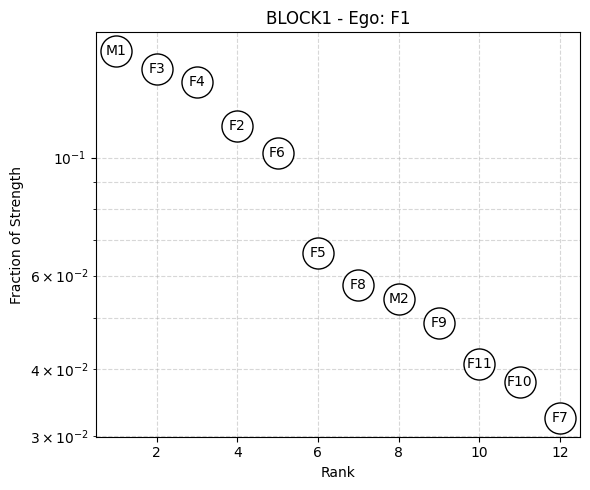 BLOCK1 - Ego: F1
M1
F3
F4
F2
F6
F5
F8
M2
F9
F11
F10
F7
10⁻¹
6 × 10⁻²
4 × 10⁻²
3 × 10⁻²
Fraction of Strength
2 4 6 8 10 12
Rank